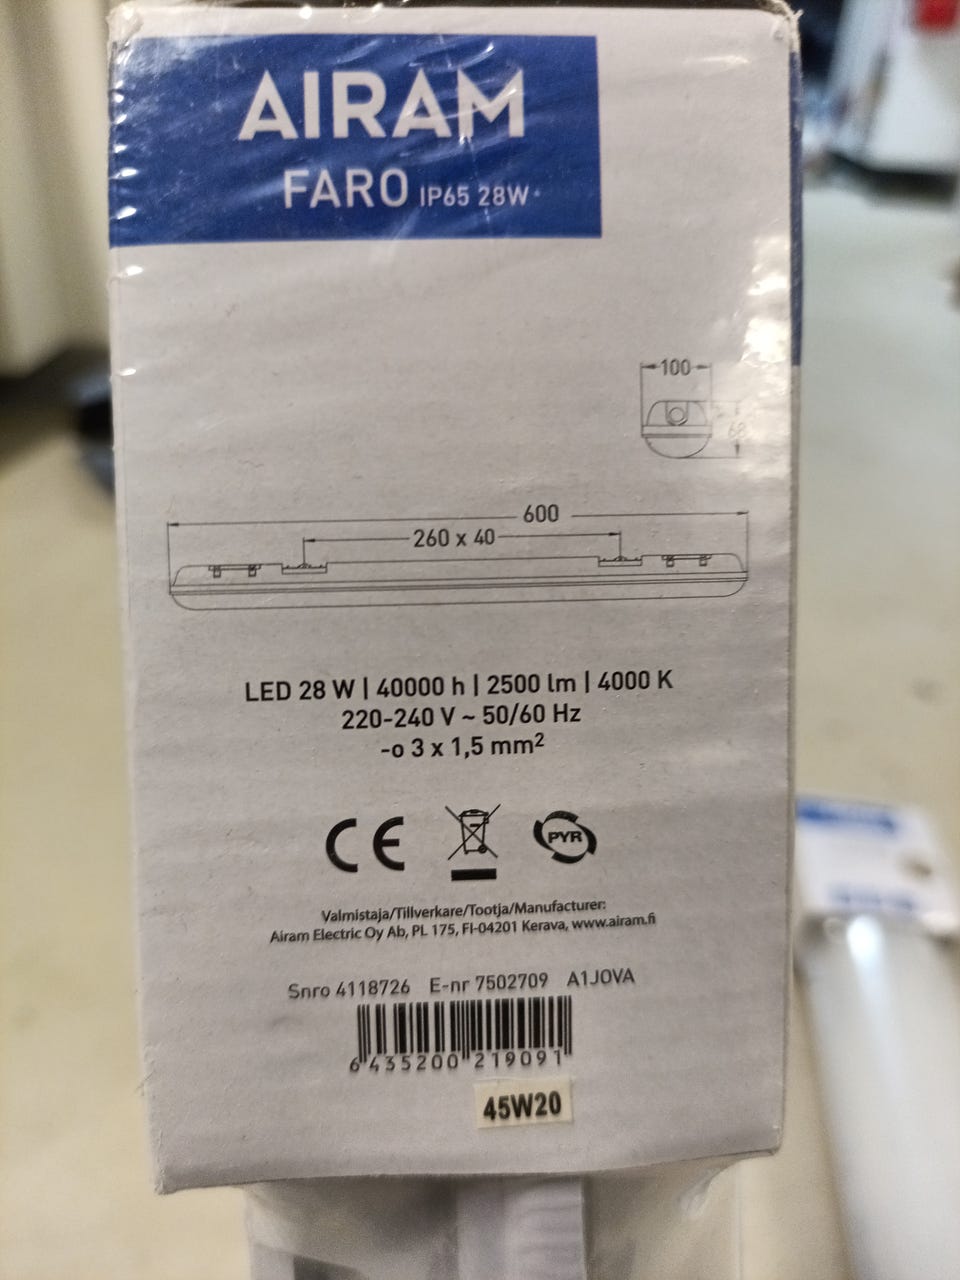 AIRAM
FARO IP65 28W
100
68
600
260 x 40
LED 28 W | 40000 h | 2500 lm | 4000 K
220-240 V ~ 50/60 Hz
-o 3 x 1,5 mm²
CE PYR
Valmistaja/Tillverkare/Tootja/Manufacturer:
Airam Electric Oy Ab, PL 175, FI-04201 Kerava, www.airam.fi
Snro 4118726 E-nr 7502709 A1JOVA
6 435200 219091
45W20